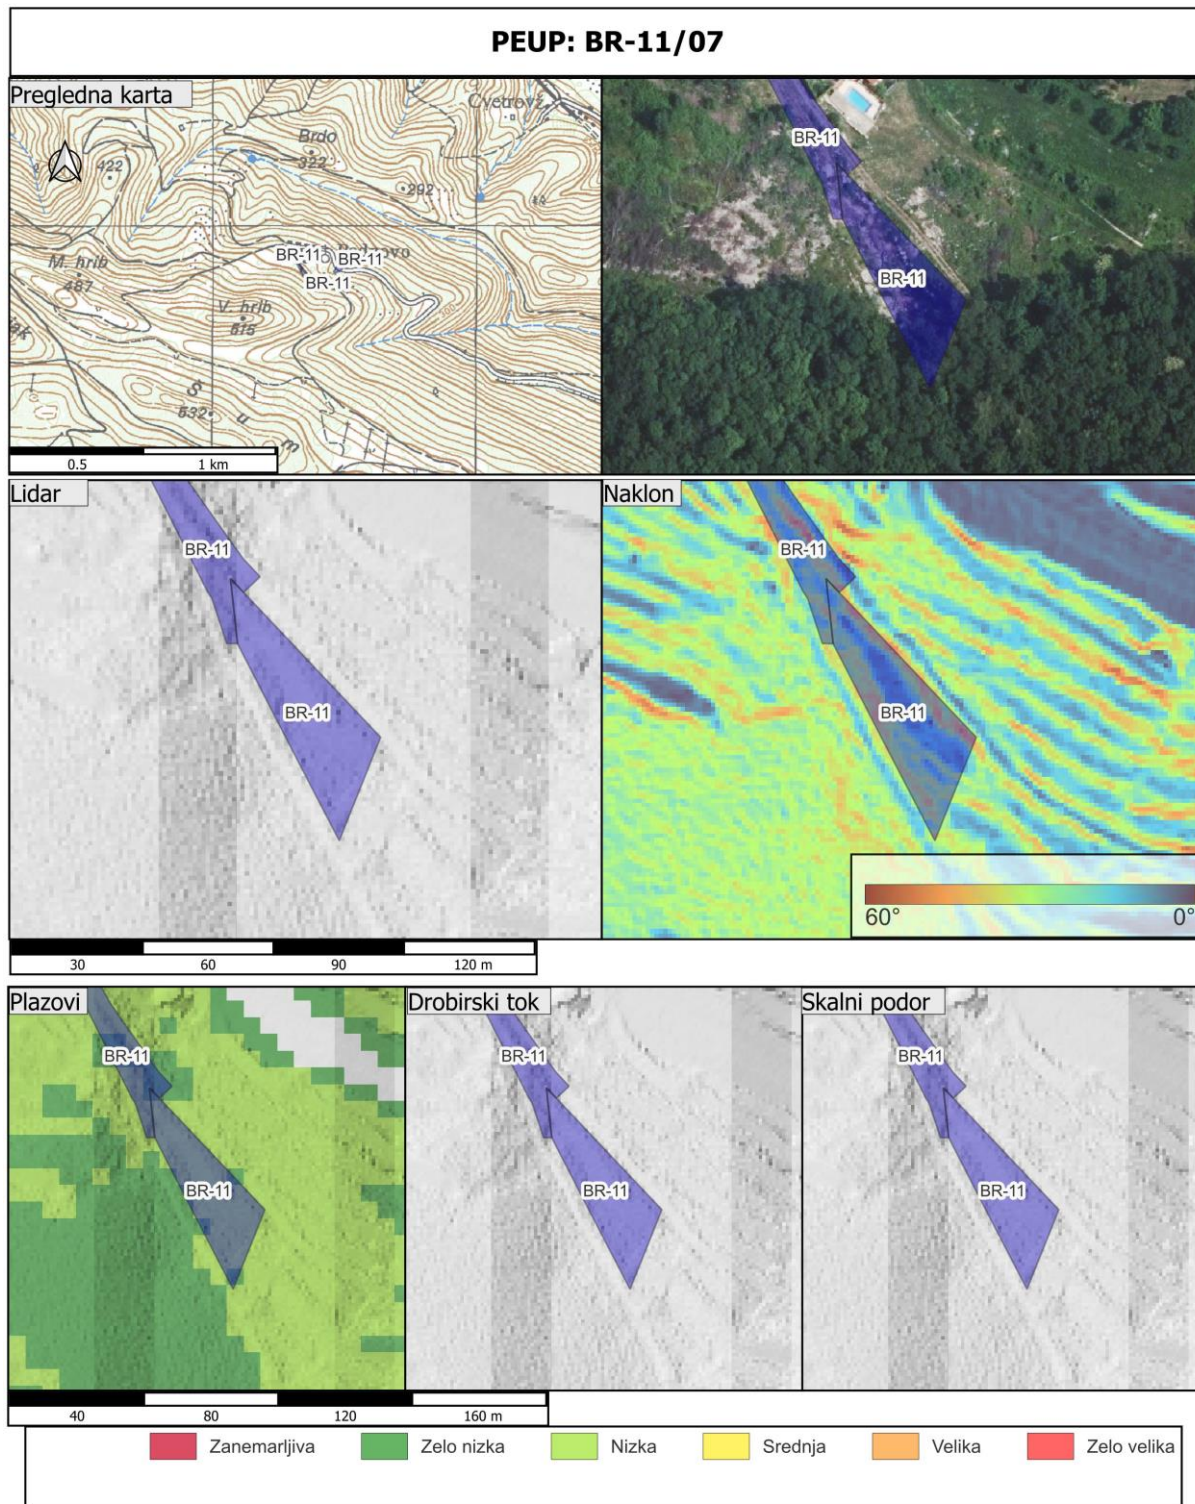 PEUP: BR-11/07
Pregledna karta
Cvetrovž
Brdo
322
422
292
BR-11
BR-11
BR-11
M. hrib
487
V. hrib
515
532
0.5 1 km
BR-11
BR-11
Lidar
BR-11
BR-11
Naklon
BR-11
BR-11
60° 0°
30 60 90 120 m
Plazovi
BR-11
BR-11
Drobirski tok
BR-11
BR-11
Skalni podor
BR-11
BR-11
40 80 120 160 m
Zanemarljiva Zelo nizka Nizka Srednja Velika Zelo velika